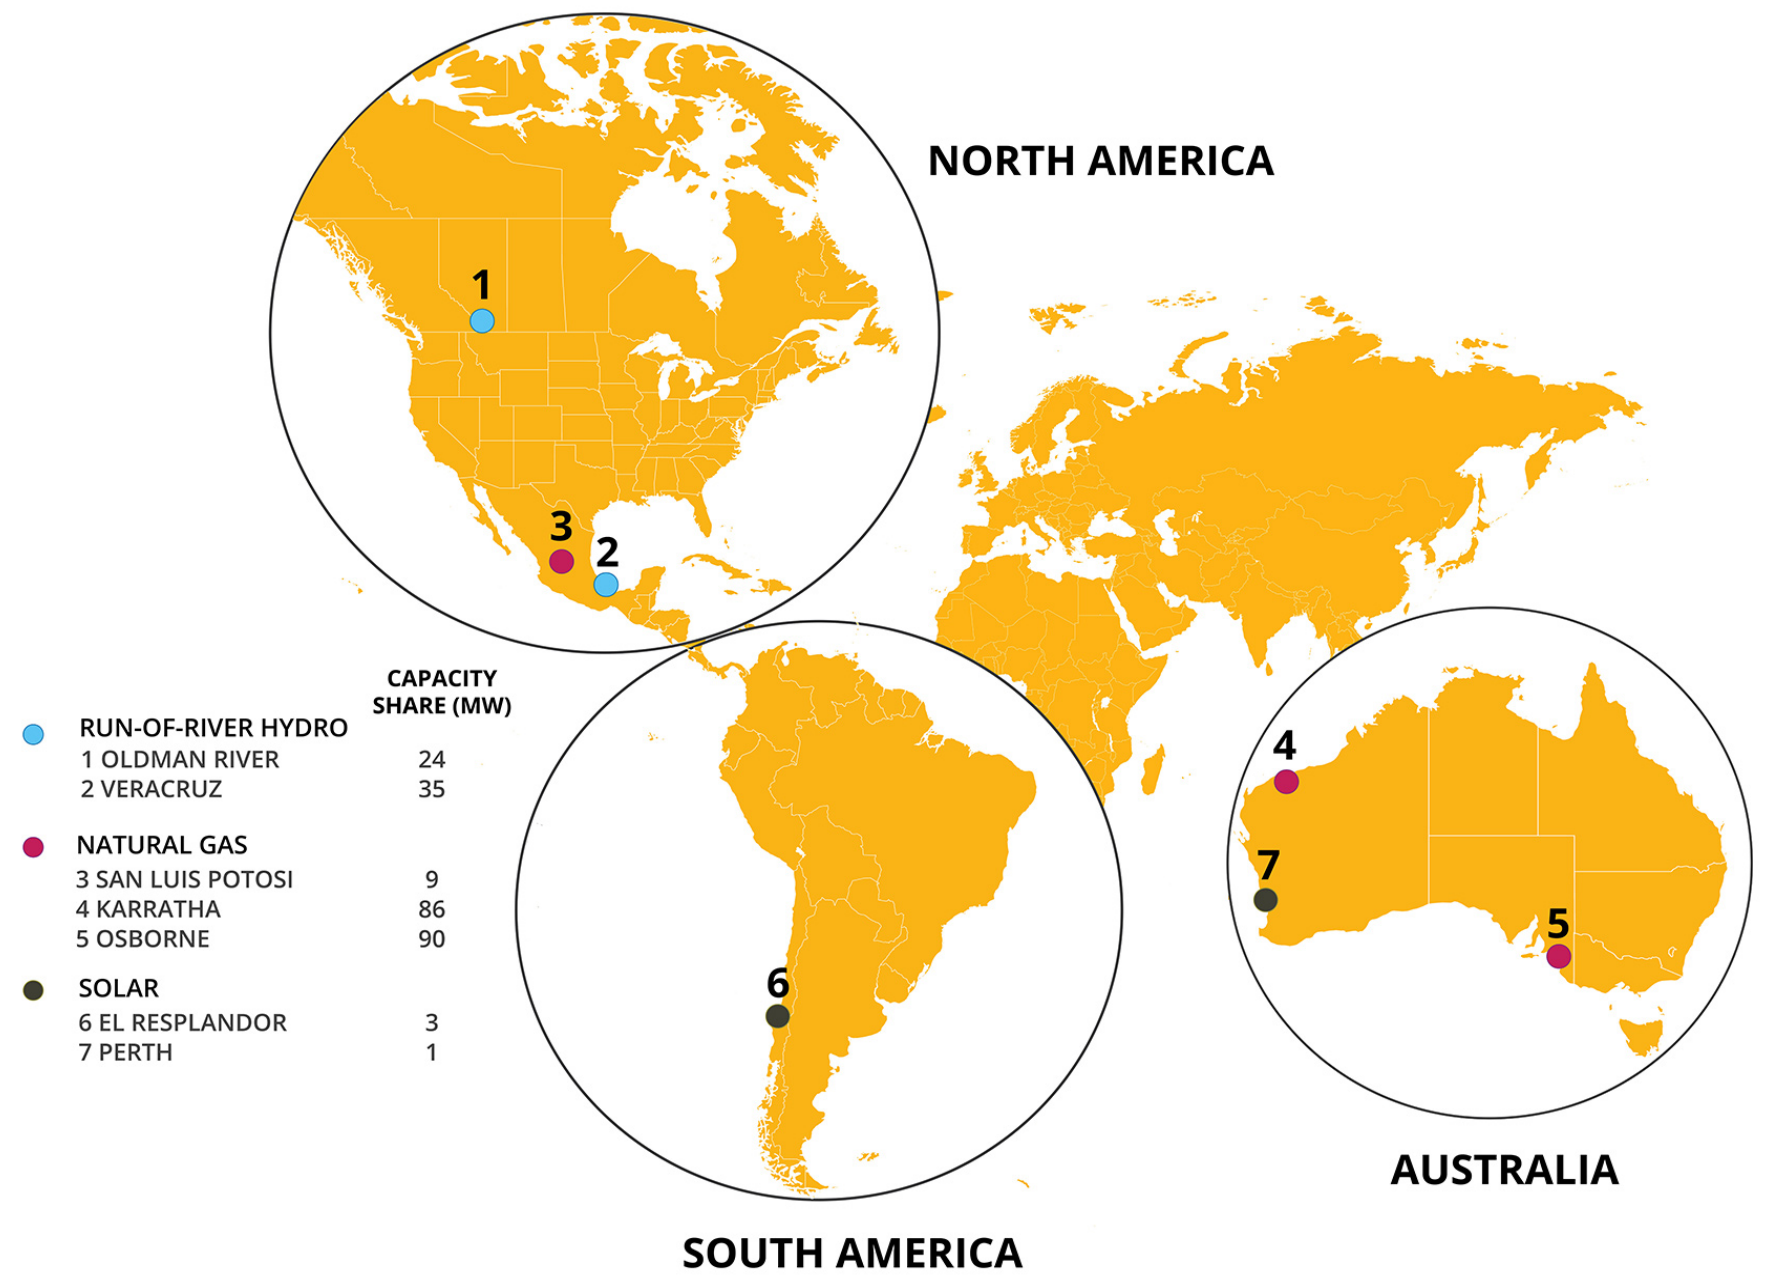 NORTH AMERICA
1
3
2
CAPACITY
SHARE (MW)
RUN-OF-RIVER HYDRO
1 OLDMAN RIVER 24
2 VERACRUZ 35
NATURAL GAS
3 SAN LUIS POTOSI 9
4 KARRATHA 86
5 OSBORNE 90
SOLAR
6 EL RESPLANDOR 3
7 PERTH 1
6
SOUTH AMERICA
4
7
5
AUSTRALIA